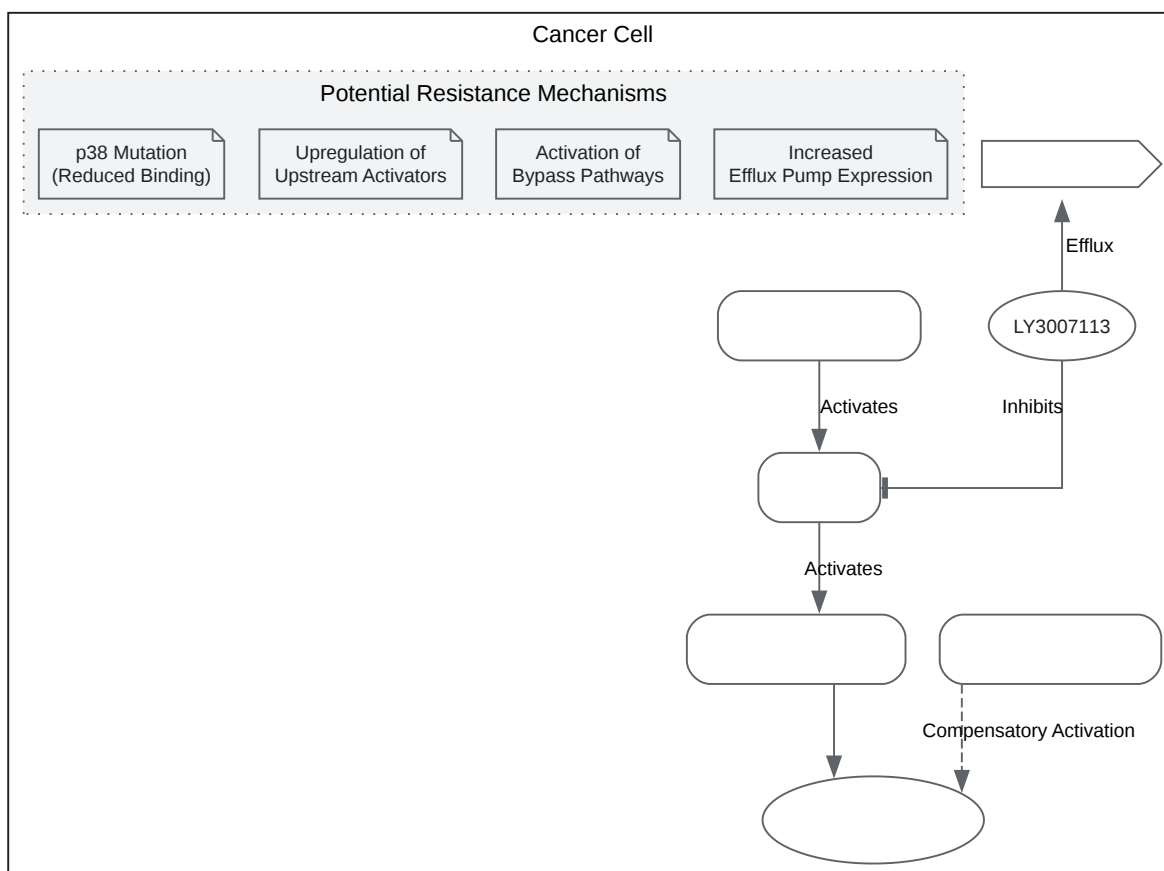 Cancer Cell
Potential Resistance Mechanisms
p38 Mutation
(Reduced Binding)
Upregulation of
Upstream Activators
Activation of
Bypass Pathways
Increased
Efflux Pump Expression
Efflux
LY3007113
Activates
Inhibits
Activates
Compensatory Activation